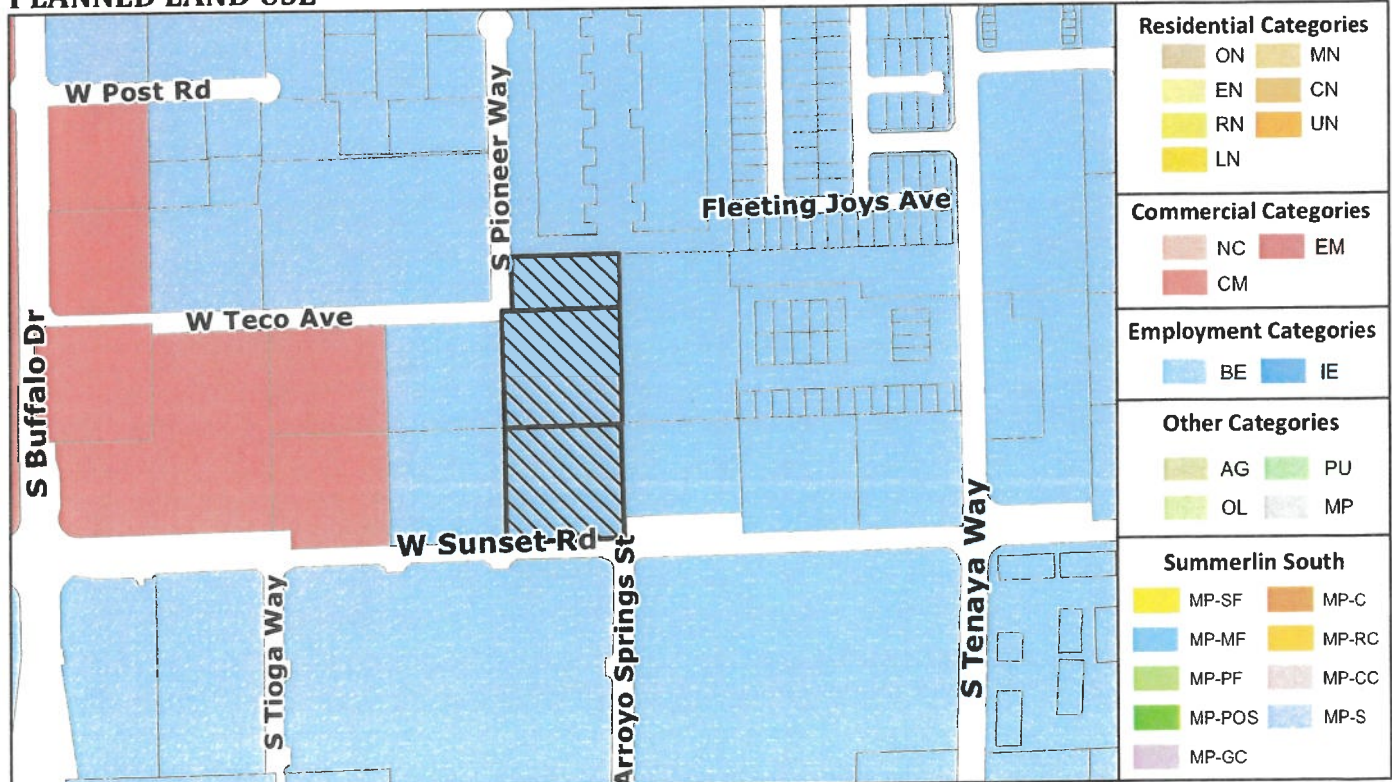 PLANNED LAND USE
W Post Rd
S Pioneer Way
Fleeting Joys Ave
W Teco Ave
S Buffalo Dr
W Sunset Rd
S Tioga Way
Arroyo Springs St
S Tenaya Way
Residential Categories
ON MN
EN CN
RN UN
LN
Commercial Categories
NC EM
CM
Employment Categories
BE IE
Other Categories
AG PU
OL MP
Summerlin South
MP-SF MP-C
MP-MF MP-RC
MP-PF MP-CC
MP-POS MP-S
MP-GC